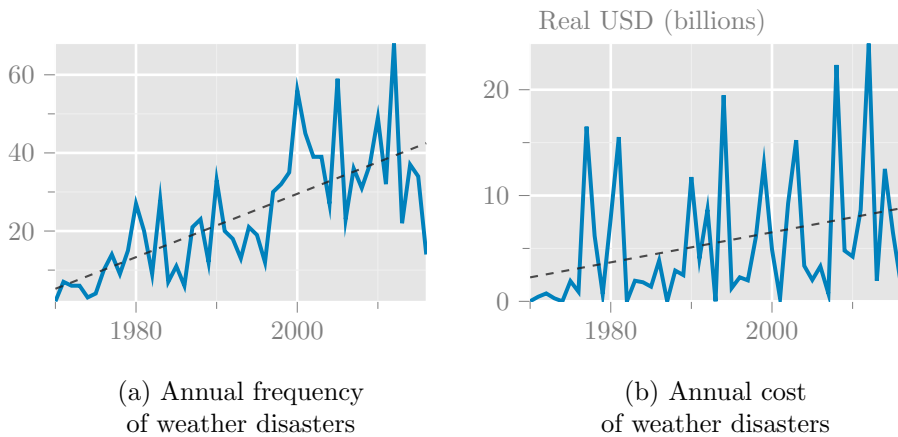 Real USD (billions)
60
40
20
1980
2000
20
10
0
1980
2000
(a) Annual frequency
of weather disasters
(b) Annual cost
of weather disasters